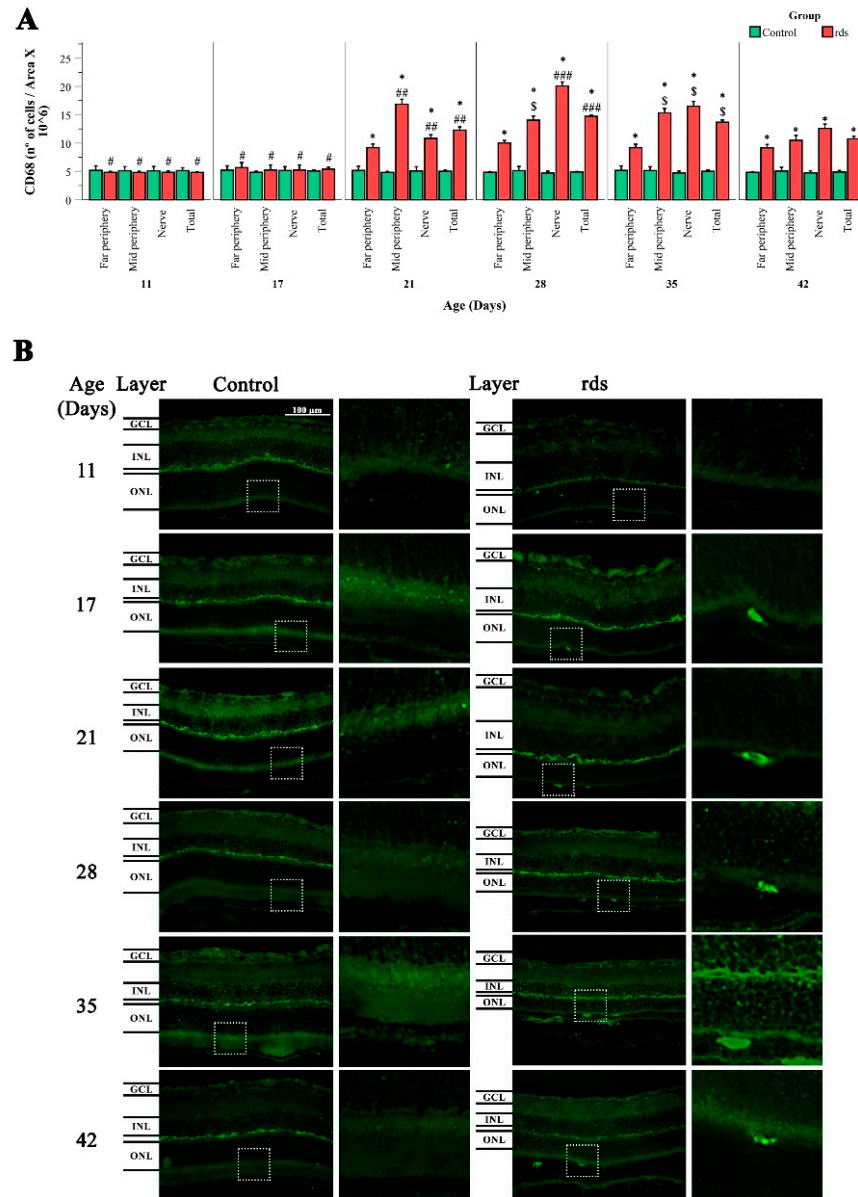 A
Group
Control rds
CD68 (nº of cells / Area X
10^6)
25
20
15
10
5
0
# # # #
# # # #
* * * *
## ## ##
* * * *
$ ### ###
* * * *
$ $ $
* * * *
Far periphery Mid periphery Nerve Total
Far periphery Mid periphery Nerve Total
Far periphery Mid periphery Nerve Total
Far periphery Mid periphery Nerve Total
Far periphery Mid periphery Nerve Total
Far periphery Mid periphery Nerve Total
11 17 21 28 35 42
Age (Days)
B
Age Layer Control Layer rds
(Days)
100 µm
GCL GCL
INL INL
11
ONL ONL
GCL GCL
17
INL INL
ONL ONL
GCL GCL
21
INL INL
ONL ONL
GCL GCL
28
INL INL
ONL ONL
GCL GCL
35
INL INL
ONL ONL
GCL GCL
42
INL INL
ONL ONL